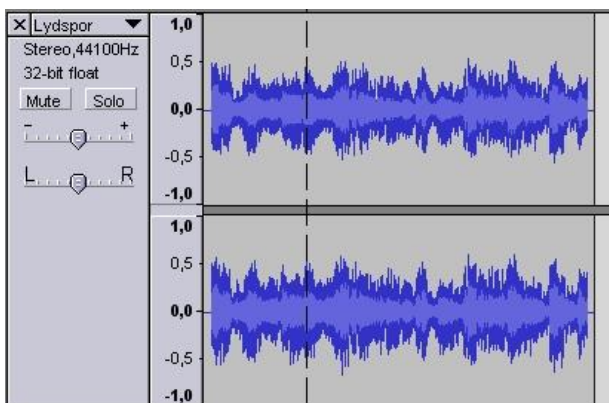 Lydspor
Stereo,44100Hz
32-bit float
Mute Solo
- +
L R
1,0
0,5
0,0
-0,5
-1,0
1,0
0,5
0,0
-0,5
-1,0